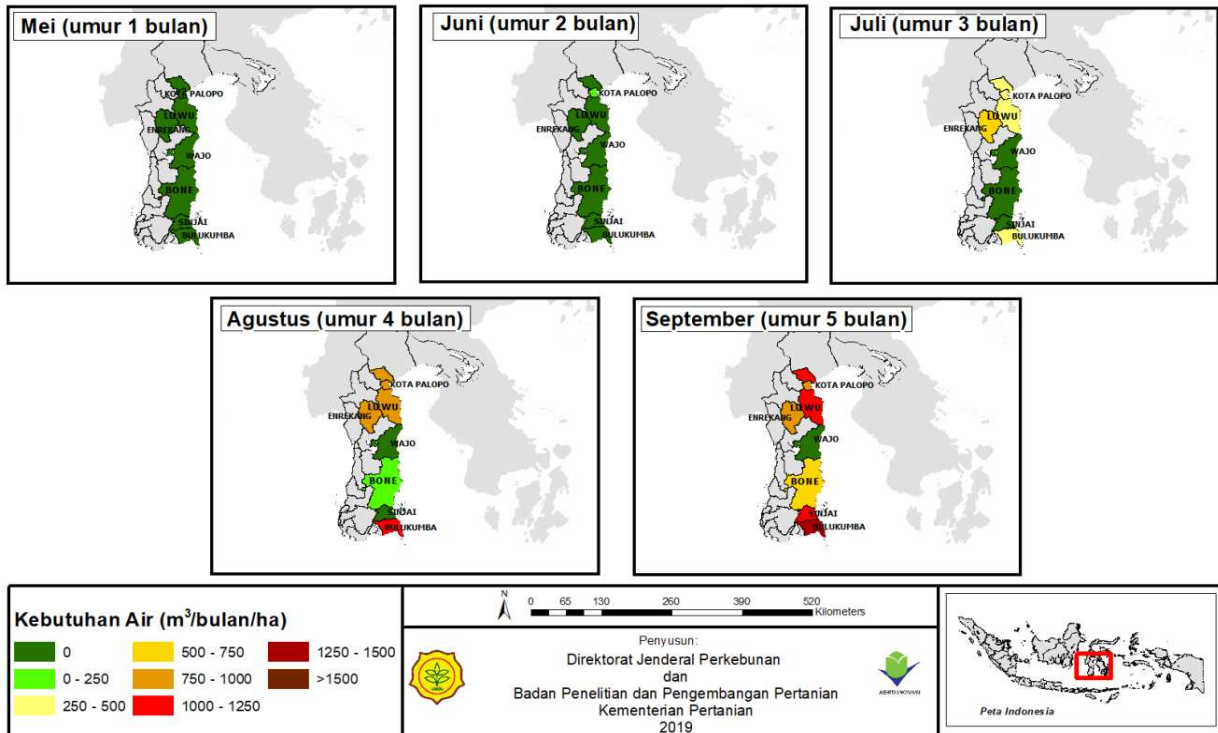 Mei (umur 1 bulan)
KOTA PALOPO
LUWU
ENREKANG
WAJO
BONE
SINJAI
BULUKUMBA
Juni (umur 2 bulan)
KOTA PALOPO
LUWU
ENREKANG
WAJO
BONE
SINJAI
BULUKUMBA
Juli (umur 3 bulan)
KOTA PALOPO
LUWU
ENREKANG
WAJO
BONE
SINJAI
BULUKUMBA
Agustus (umur 4 bulan)
KOTA PALOPO
LUWU
ENREKANG
WAJO
BONE
SINJAI
BULUKUMBA
September (umur 5 bulan)
KOTA PALOPO
LUWU
ENREKANG
WAJO
BONE
SINJAI
BULUKUMBA
Kebutuhan Air (m³/bulan/ha)
0
0 - 250
250 - 500
500 - 750
750 - 1000
1000 - 1250
1250 - 1500
>1500
N
0 65 130 260 390 520
Kilometers
Penyusun:
Direktorat Jenderal Perkebunan
dan
Badan Penelitian dan Pengembangan Pertanian
Kementerian Pertanian
2019
AGRO INOVASI
Peta Indonesia